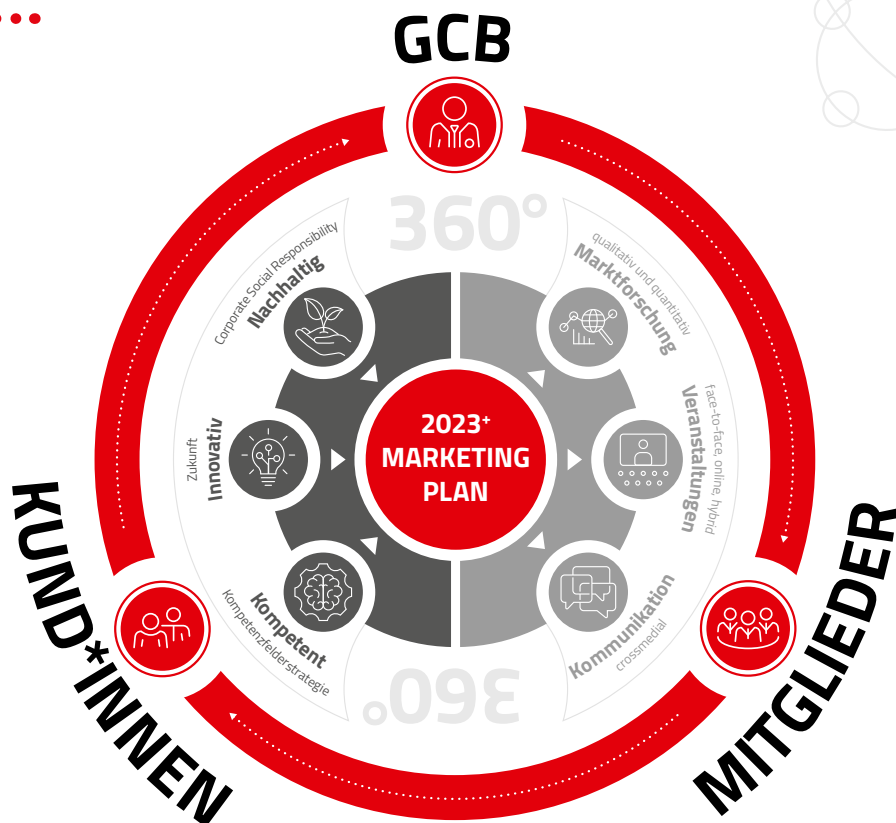 GCB
360°
Corporate Social Responsibility
Nachhaltig
qualitativ und quantitativ
Marktforschung
Zukunft
Innovativ
2023+
MARKETING
PLAN
Veranstaltungen
face-to-face, online, hybrid
Kompetent
Kompetenzfelderstrategie
Kommunikation
crossmedial
360°
KUND*INNEN
MITGLIEDER